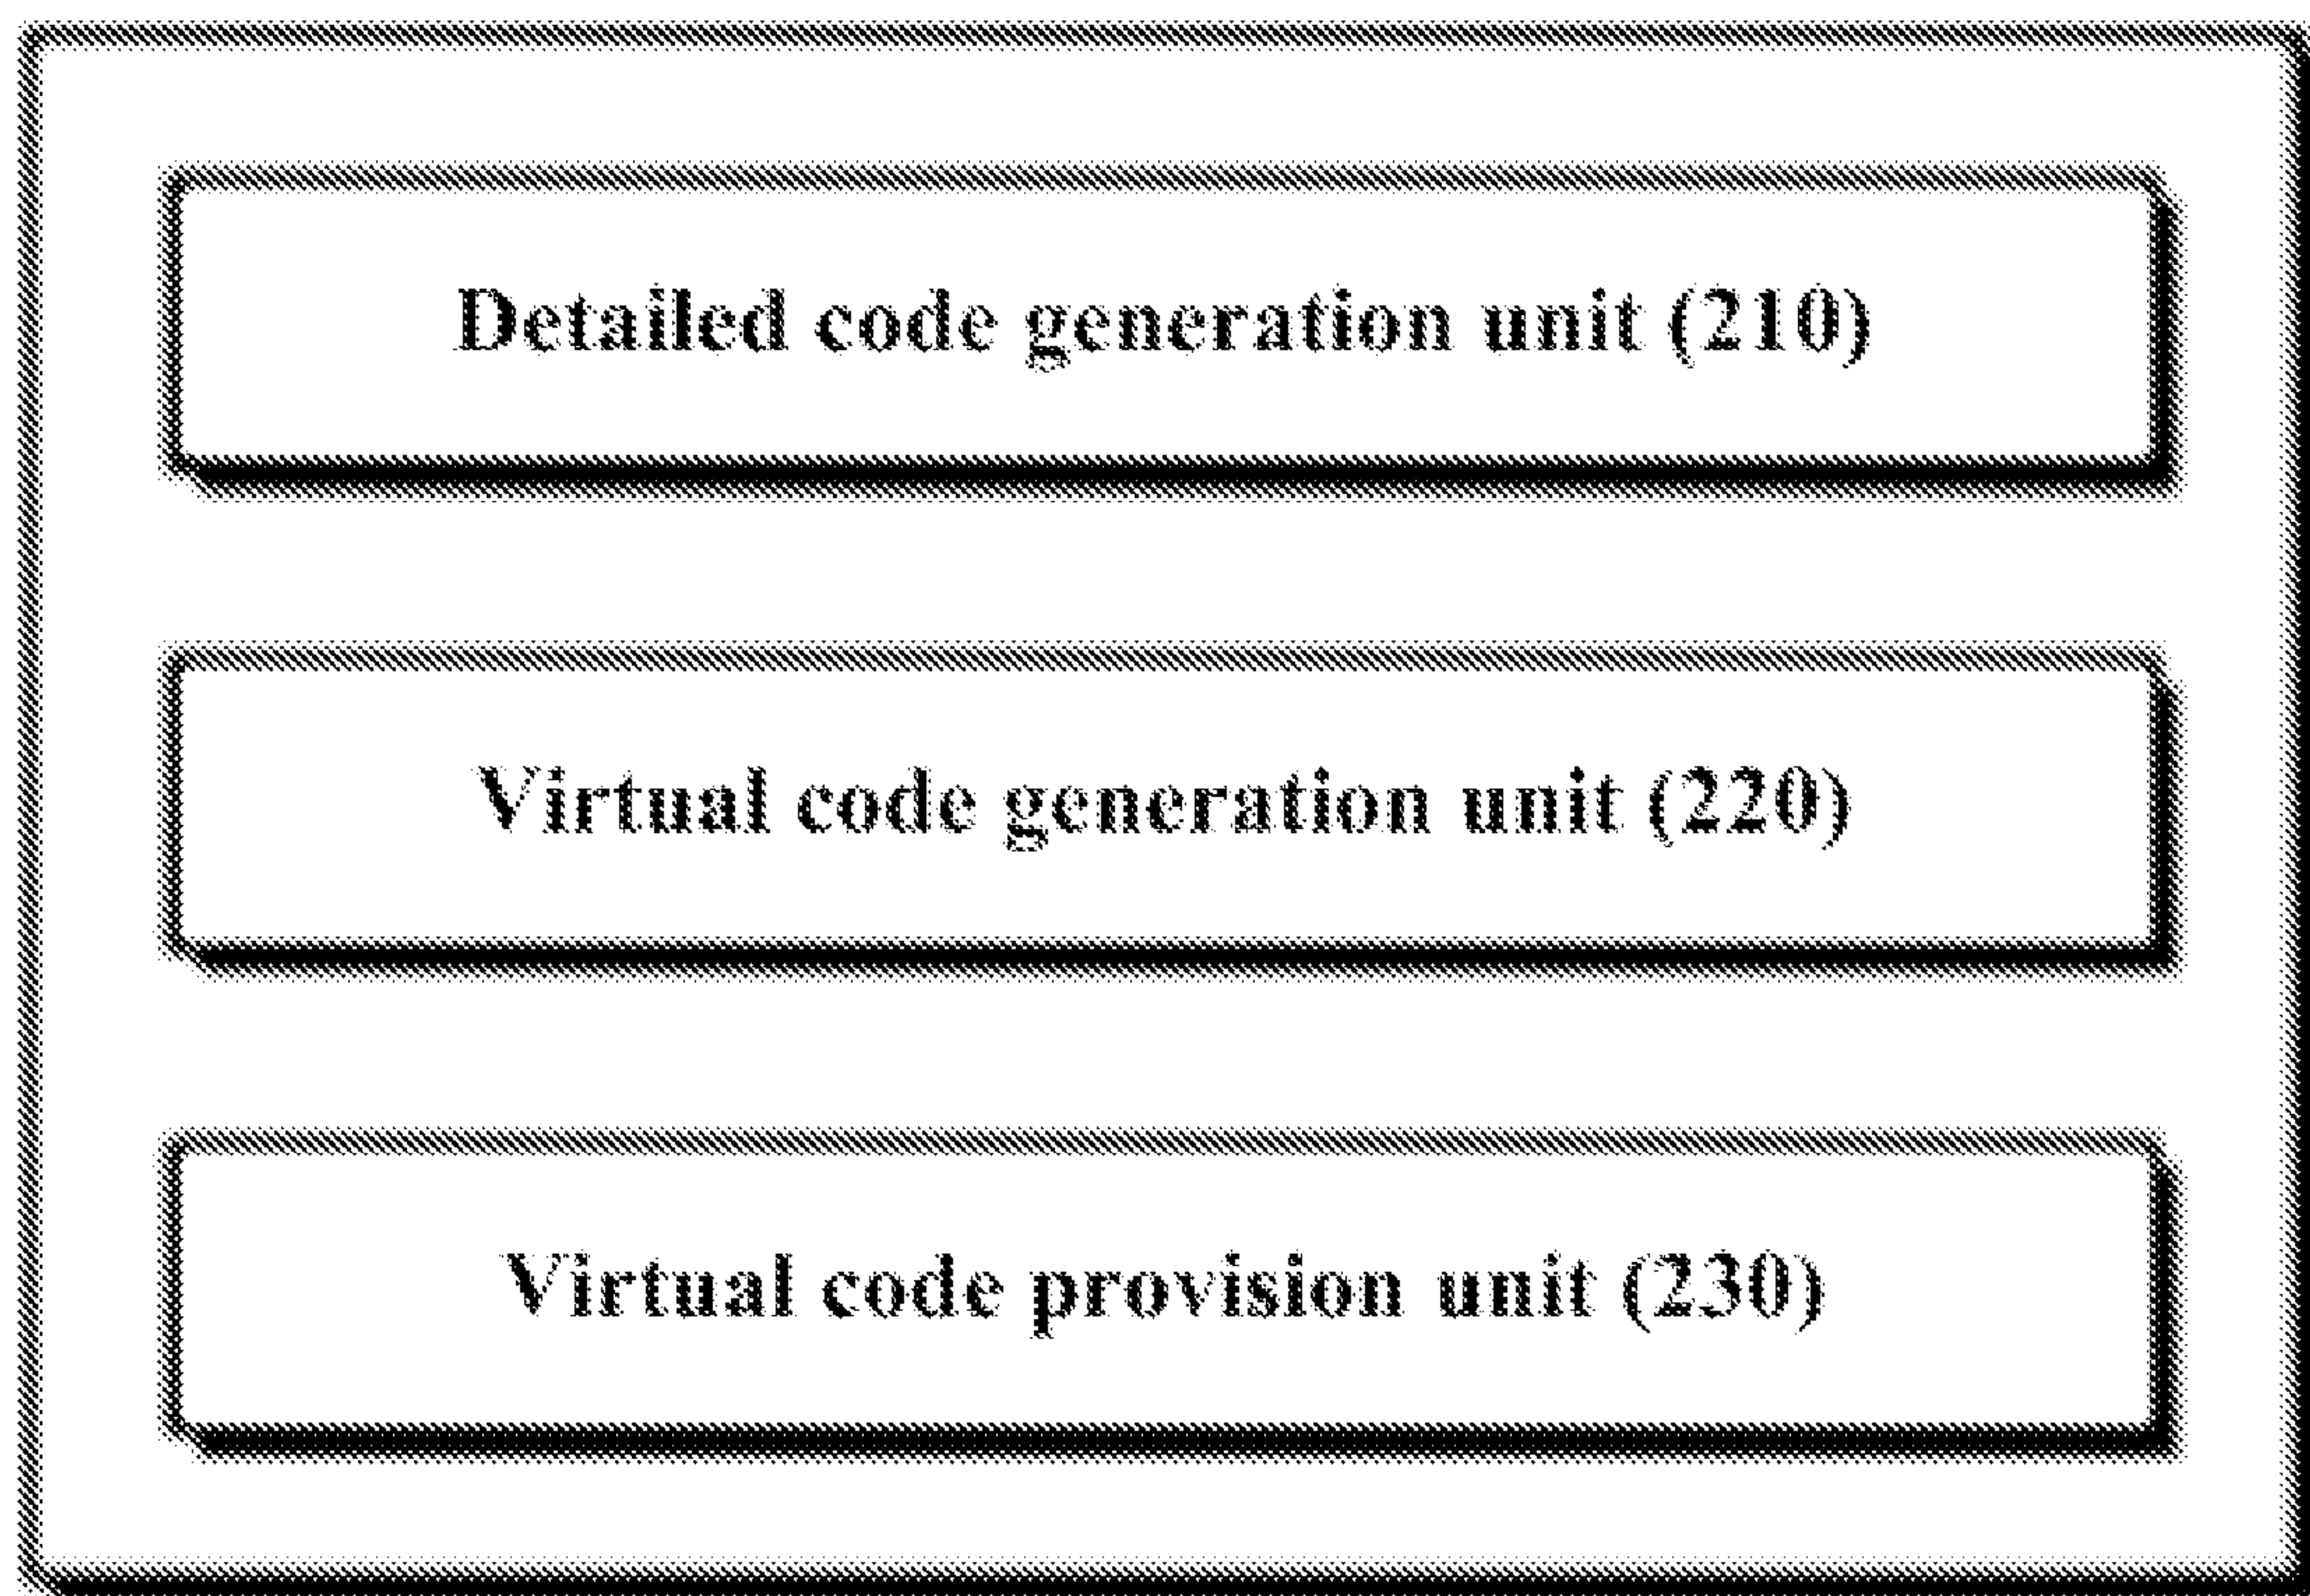 Detailed code generation unit (210)
Virtual code generation unit (220)
Virtual code provision unit (230)